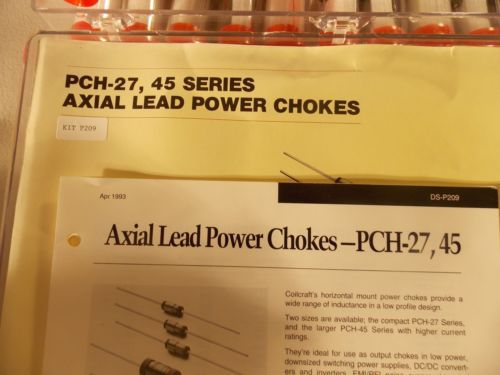 PCH-27, 45 SERIES
AXIAL LEAD POWER CHOKES
KIT P209
Apr 1993
DS-P209
Axial Lead Power Chokes – PCH-27, 45
Coilcraft's horizontal mount power chokes provide a
wide range of inductance in a low profile design.
Two sizes are available; the compact PCH-27 Series,
and the larger PCH-45 Series with higher current
ratings.
They're ideal for use as output chokes in low power,
downsized switching power supplies, DC/DC convert-
ers and inverters, EMI/RFI